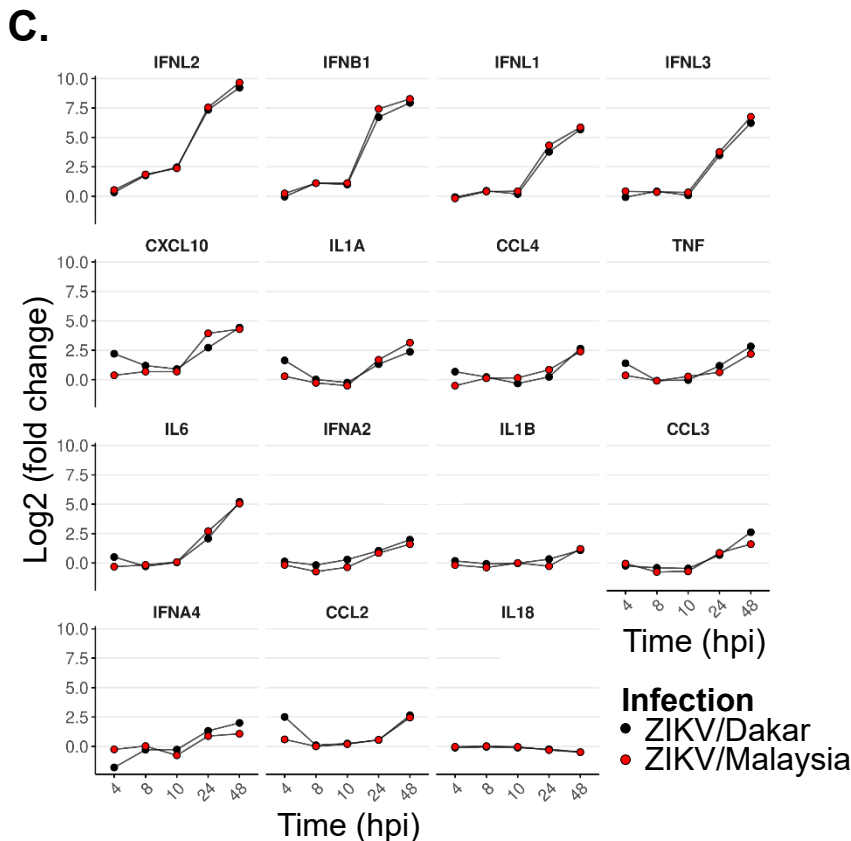 C.
IFNL2 IFNB1 IFNL1 IFNL3
10.0
7.5
5.0
2.5
0.0
CXCL10 IL1A CCL4 TNF
10.0
7.5
5.0
2.5
0.0
Log2 (fold change)
IL6 IFNA2 IL1B CCL3
10.0
7.5
5.0
2.5
0.0
4 8 10 24 48
Time (hpi)
IFNA4 CCL2 IL18
10.0
7.5
5.0
2.5
0.0
4 8 10 24 48 4 8 10 24 48 4 8 10 24 48
Time (hpi)
Infection
ZIKV/Dakar
ZIKV/Malaysia